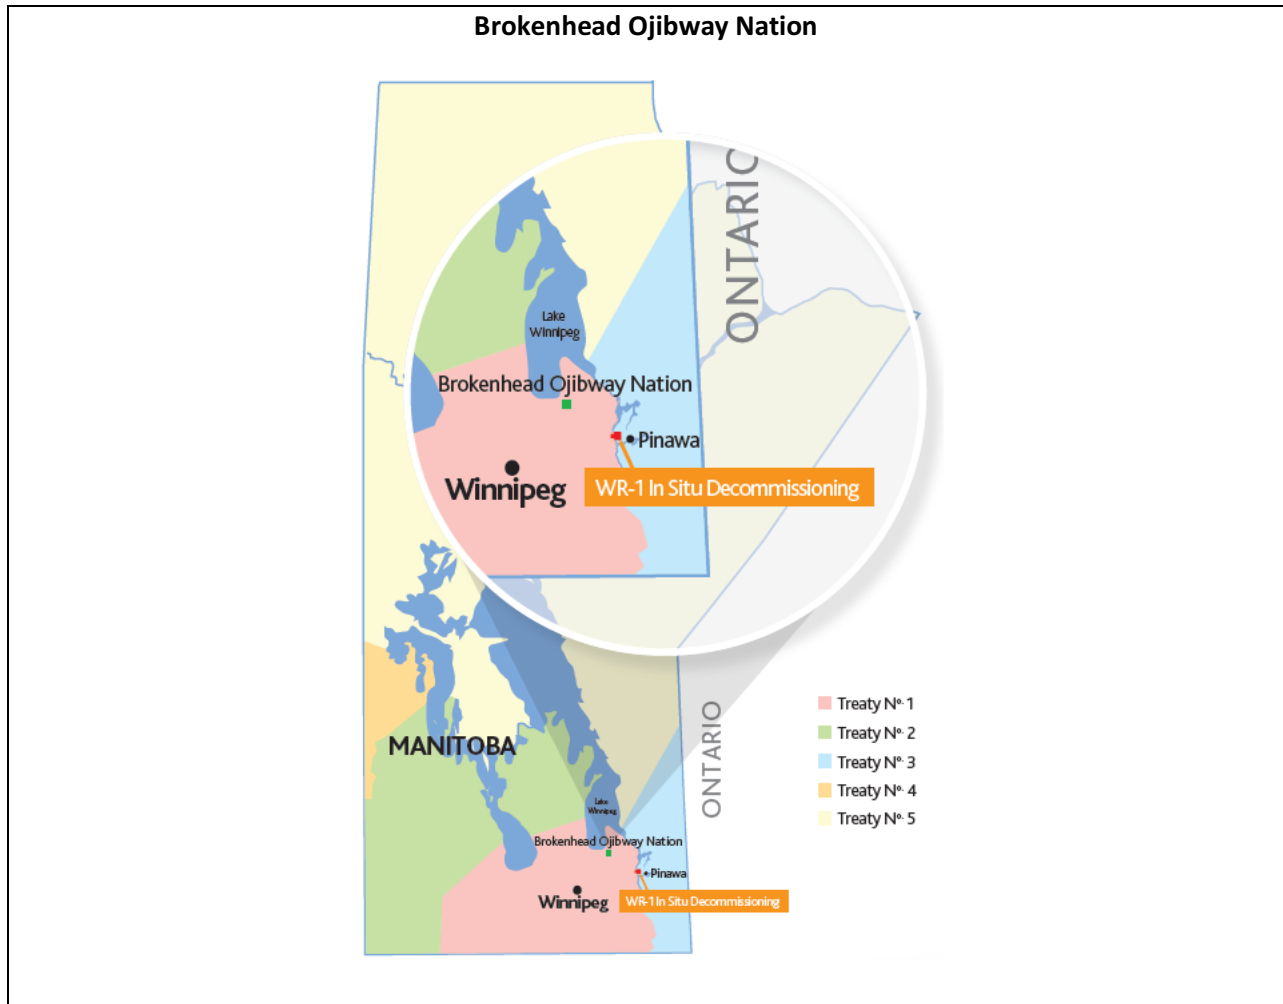 Brokenhead Ojibway Nation
ONTARIO
Lake
Winnipeg
Brokenhead Ojibway Nation
Pinawa
Winnipeg
WR-1 In Situ Decommissioning
ONTARIO
Treaty Nº· 1
Treaty Nº· 2
Treaty Nº· 3
Treaty Nº· 4
Treaty Nº· 5
MANITOBA
Lake
Winnipeg
Brokenhead Ojibway Nation
Pinawa
Winnipeg
WR-1 In Situ Decommissioning